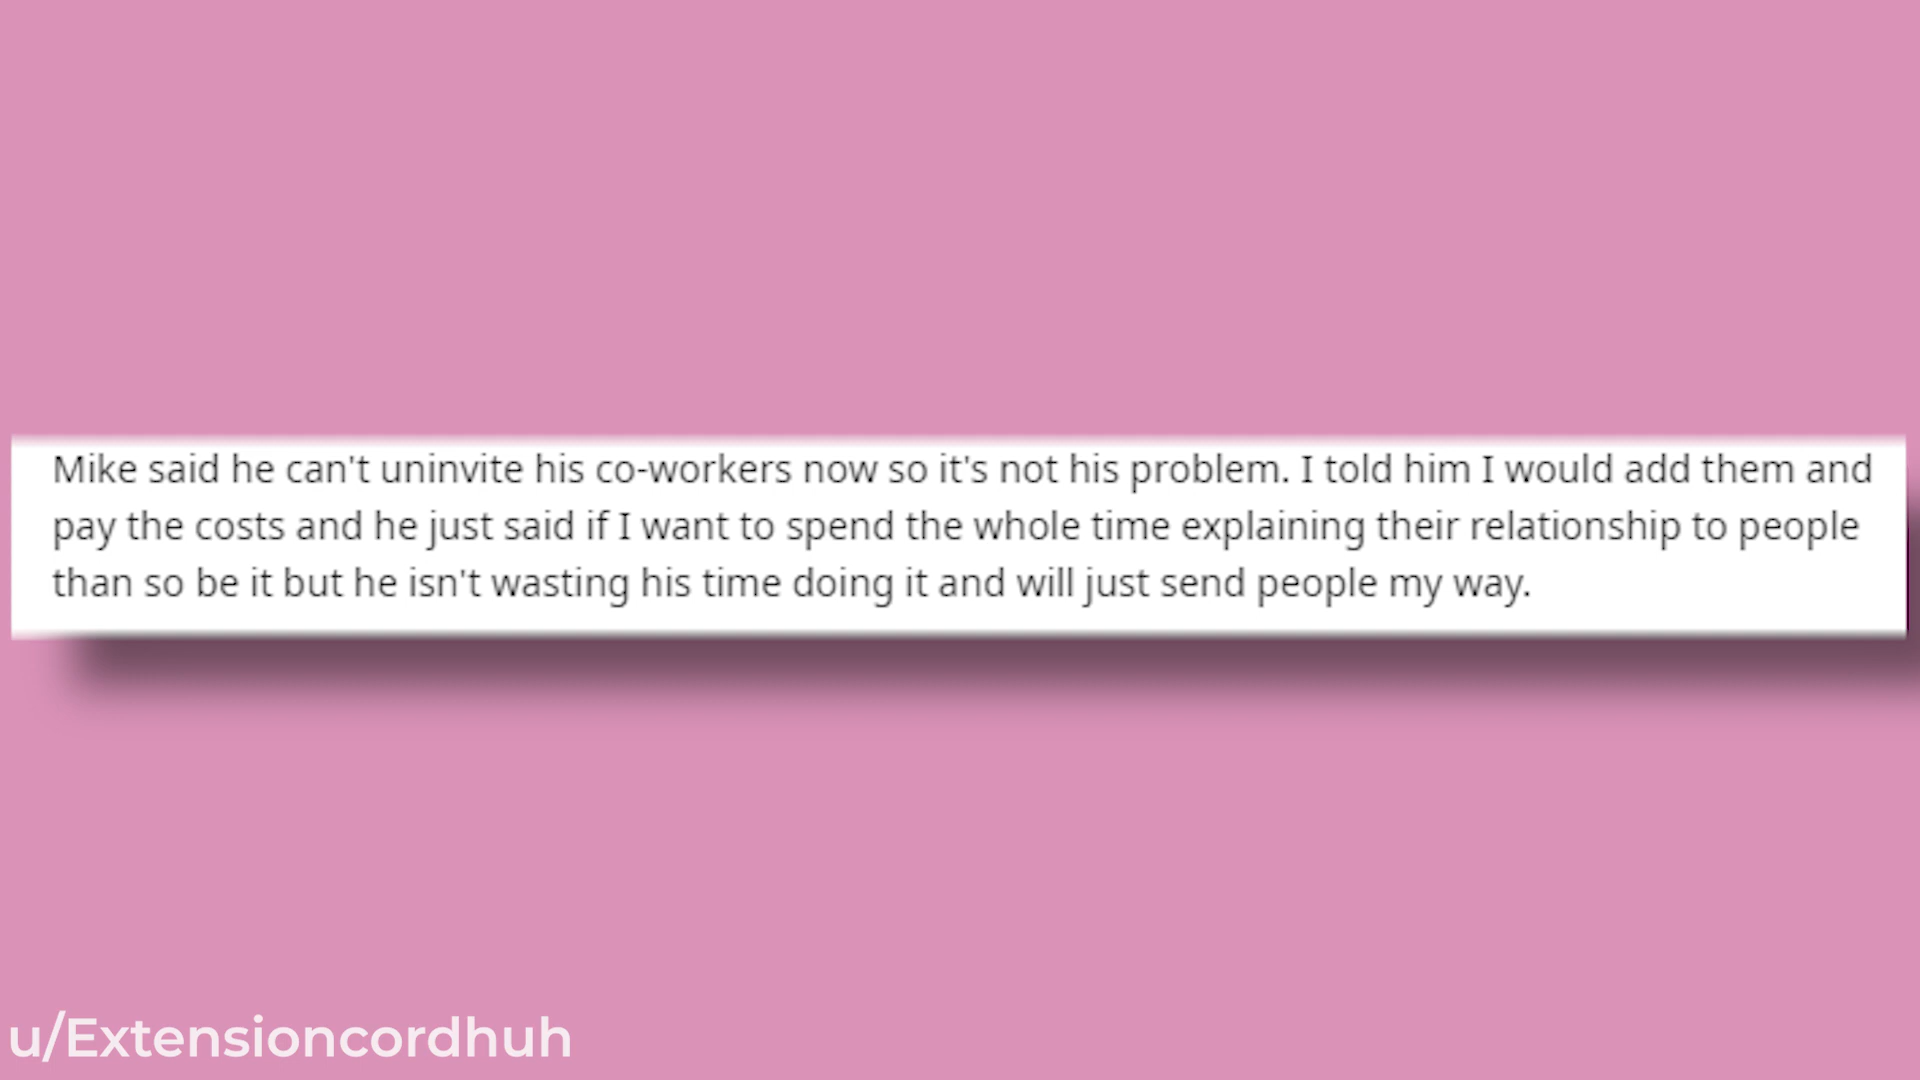 Mike said he can't uninvite his co-workers now so it's not his problem. I told him I would add them and
pay the costs and he just said if I want to spend the whole time explaining their relationship to people
than so be it but he isn't wasting his time doing it and will just send people my way.
u/Extensioncordhuh